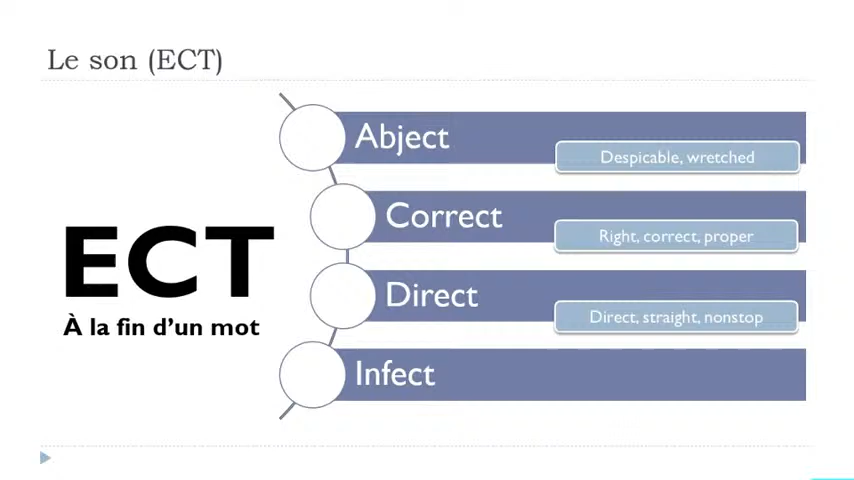 Le son (ECT)
Abject
Despicable, wretched
Correct
Right, correct, proper
ECT
À la fin d’un mot
Direct
Direct, straight, nonstop
Infect